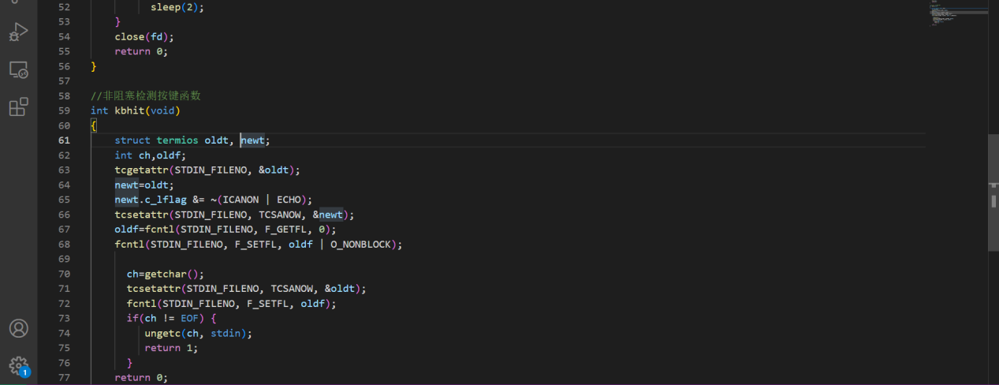 52 sleep(2);
53 }
54 close(fd);
55 return 0;
56 }
57
58 //非阻塞检测按键函数
59 int kbhit(void)
60 {
61 struct termios oldt, newt;
62 int ch,oldf;
63 tcgetattr(STDIN_FILENO, &oldt);
64 newt=oldt;
65 newt.c_lflag &= ~(ICANON | ECHO);
66 tcsetattr(STDIN_FILENO, TCSANOW, &newt);
67 oldf=fcntl(STDIN_FILENO, F_GETFL, 0);
68 fcntl(STDIN_FILENO, F_SETFL, oldf | O_NONBLOCK);
69
70 ch=getchar();
71 tcsetattr(STDIN_FILENO, TCSANOW, &oldt);
72 fcntl(STDIN_FILENO, F_SETFL, oldf);
73 if(ch != EOF) {
74 ungetc(ch, stdin);
75 return 1;
76 }
77 return 0;
1